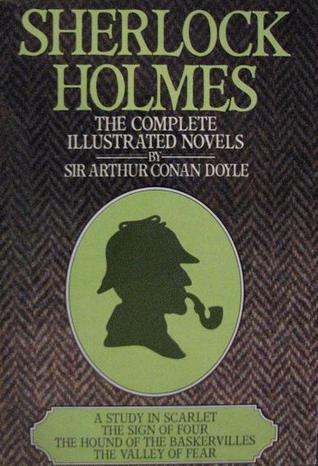 SHERLOCK
HOLMES
THE COMPLETE
ILLUSTRATED NOVELS
BY
SIR ARTHUR CONAN DOYLE
A STUDY IN SCARLET
THE SIGN OF FOUR
THE HOUND OF THE BASKERVILLES
THE VALLEY OF FEAR